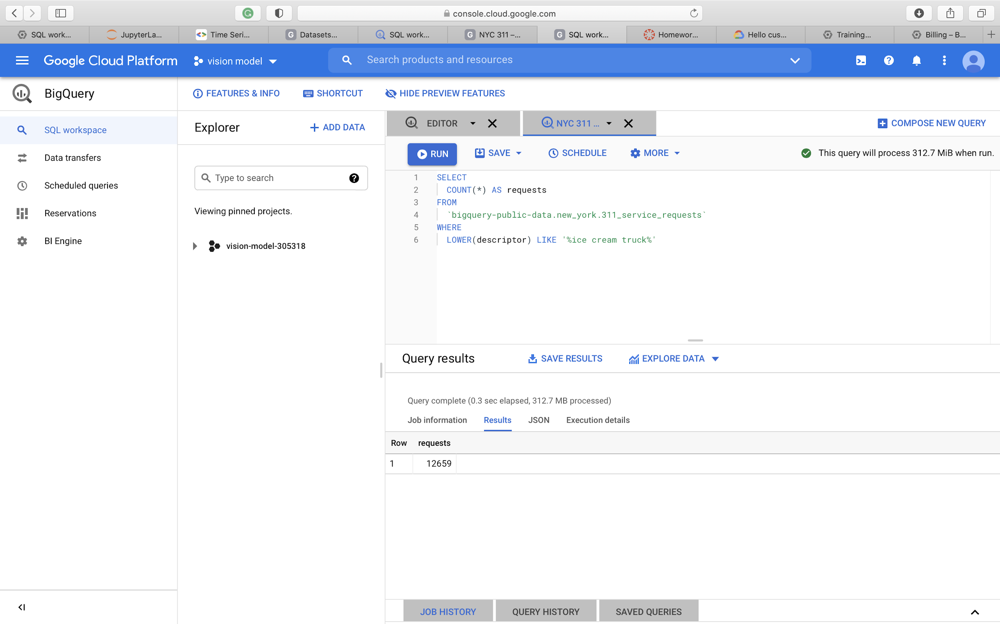 console.cloud.google.com
SQL work...
JupyterLa...
Time Seri...
G Datasets...
SQL work...
G NYC 311 –...
G SQL work...
Homewor...
Hello cus...
Training...
Billing – B...
Google Cloud Platform
vision model
Search products and resources
BigQuery
FEATURES & INFO
SHORTCUT
HIDE PREVIEW FEATURES
SQL workspace
Data transfers
Scheduled queries
Reservations
BI Engine
Explorer
+ ADD DATA
Type to search
Viewing pinned projects.
vision-model-305318
EDITOR
NYC 311 ...
COMPOSE NEW QUERY
RUN
SAVE
SCHEDULE
MORE
This query will process 312.7 MiB when run.
1 SELECT
2 COUNT(*) AS requests
3 FROM
4 `bigquery-public-data.new_york.311_service_requests`
5 WHERE
6 LOWER(descriptor) LIKE '%ice cream truck%'
Query results
SAVE RESULTS
EXPLORE DATA
Query complete (0.3 sec elapsed, 312.7 MB processed)
Job information
Results
JSON
Execution details
Row requests
1 12659
JOB HISTORY
QUERY HISTORY
SAVED QUERIES